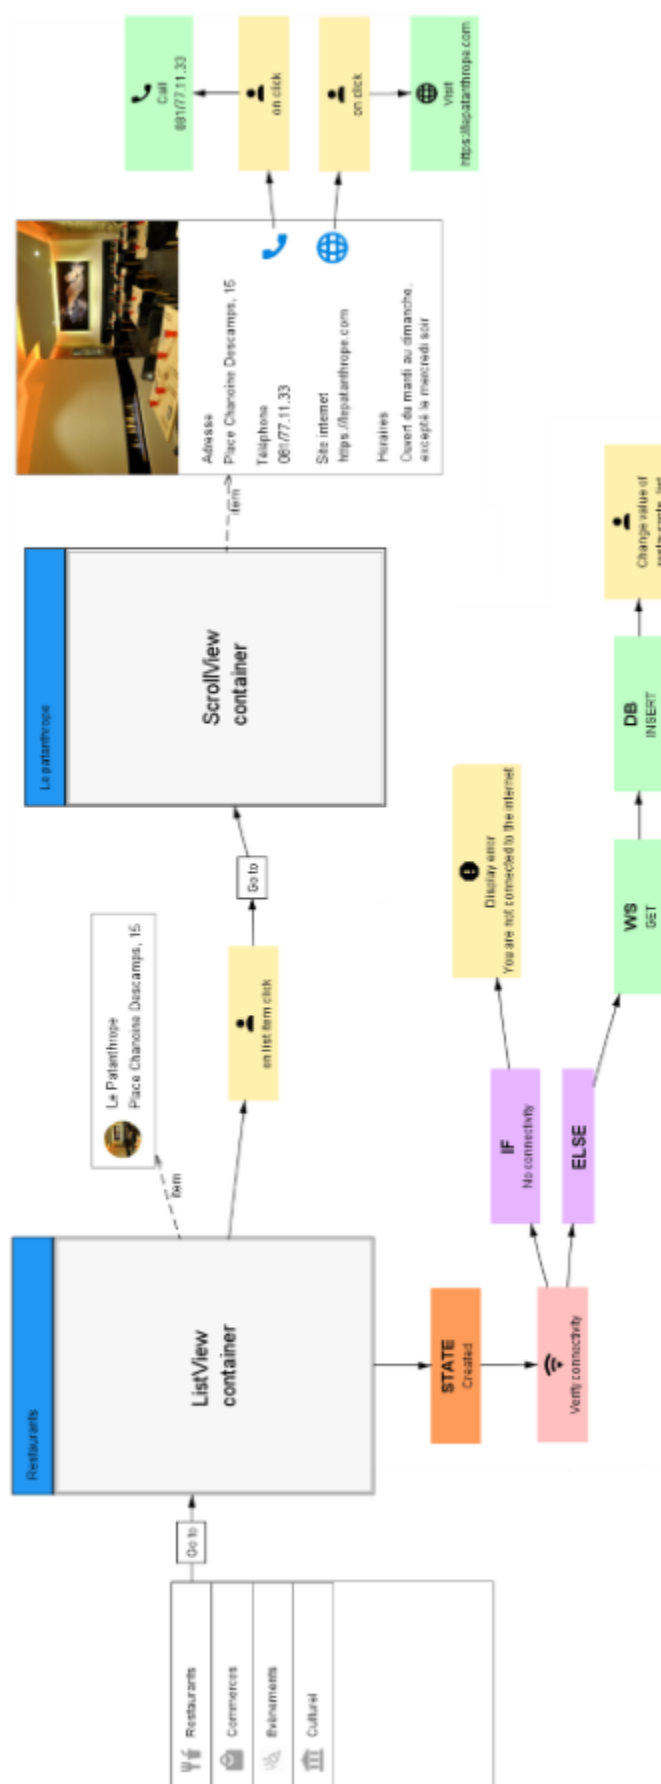 Restaurants
Commerces
Evènements
Culturel
Go to
Restaurants
ListView
container
item
Le Patanthrope
Place Chanoine Descamps, 15
on list item click
Go to
STATE
Created
Verify connectivity
IF
No connectivity
ELSE
Display error
You are not connected to the internet
WS
GET
DB
INSERT
Change value of
Le patanthrope
ScrollView
container
item
Adresse
Place Chanoine Descamps, 15
Téléphone
081/77.11.33
Site internet
https://lepatanthrope.com
Horaires
Ouvert du mardi au dimanche,
excepté le mercredi soir
on click
Call
081/77.11.33
on click
Visit
https://lepatanthrope.com